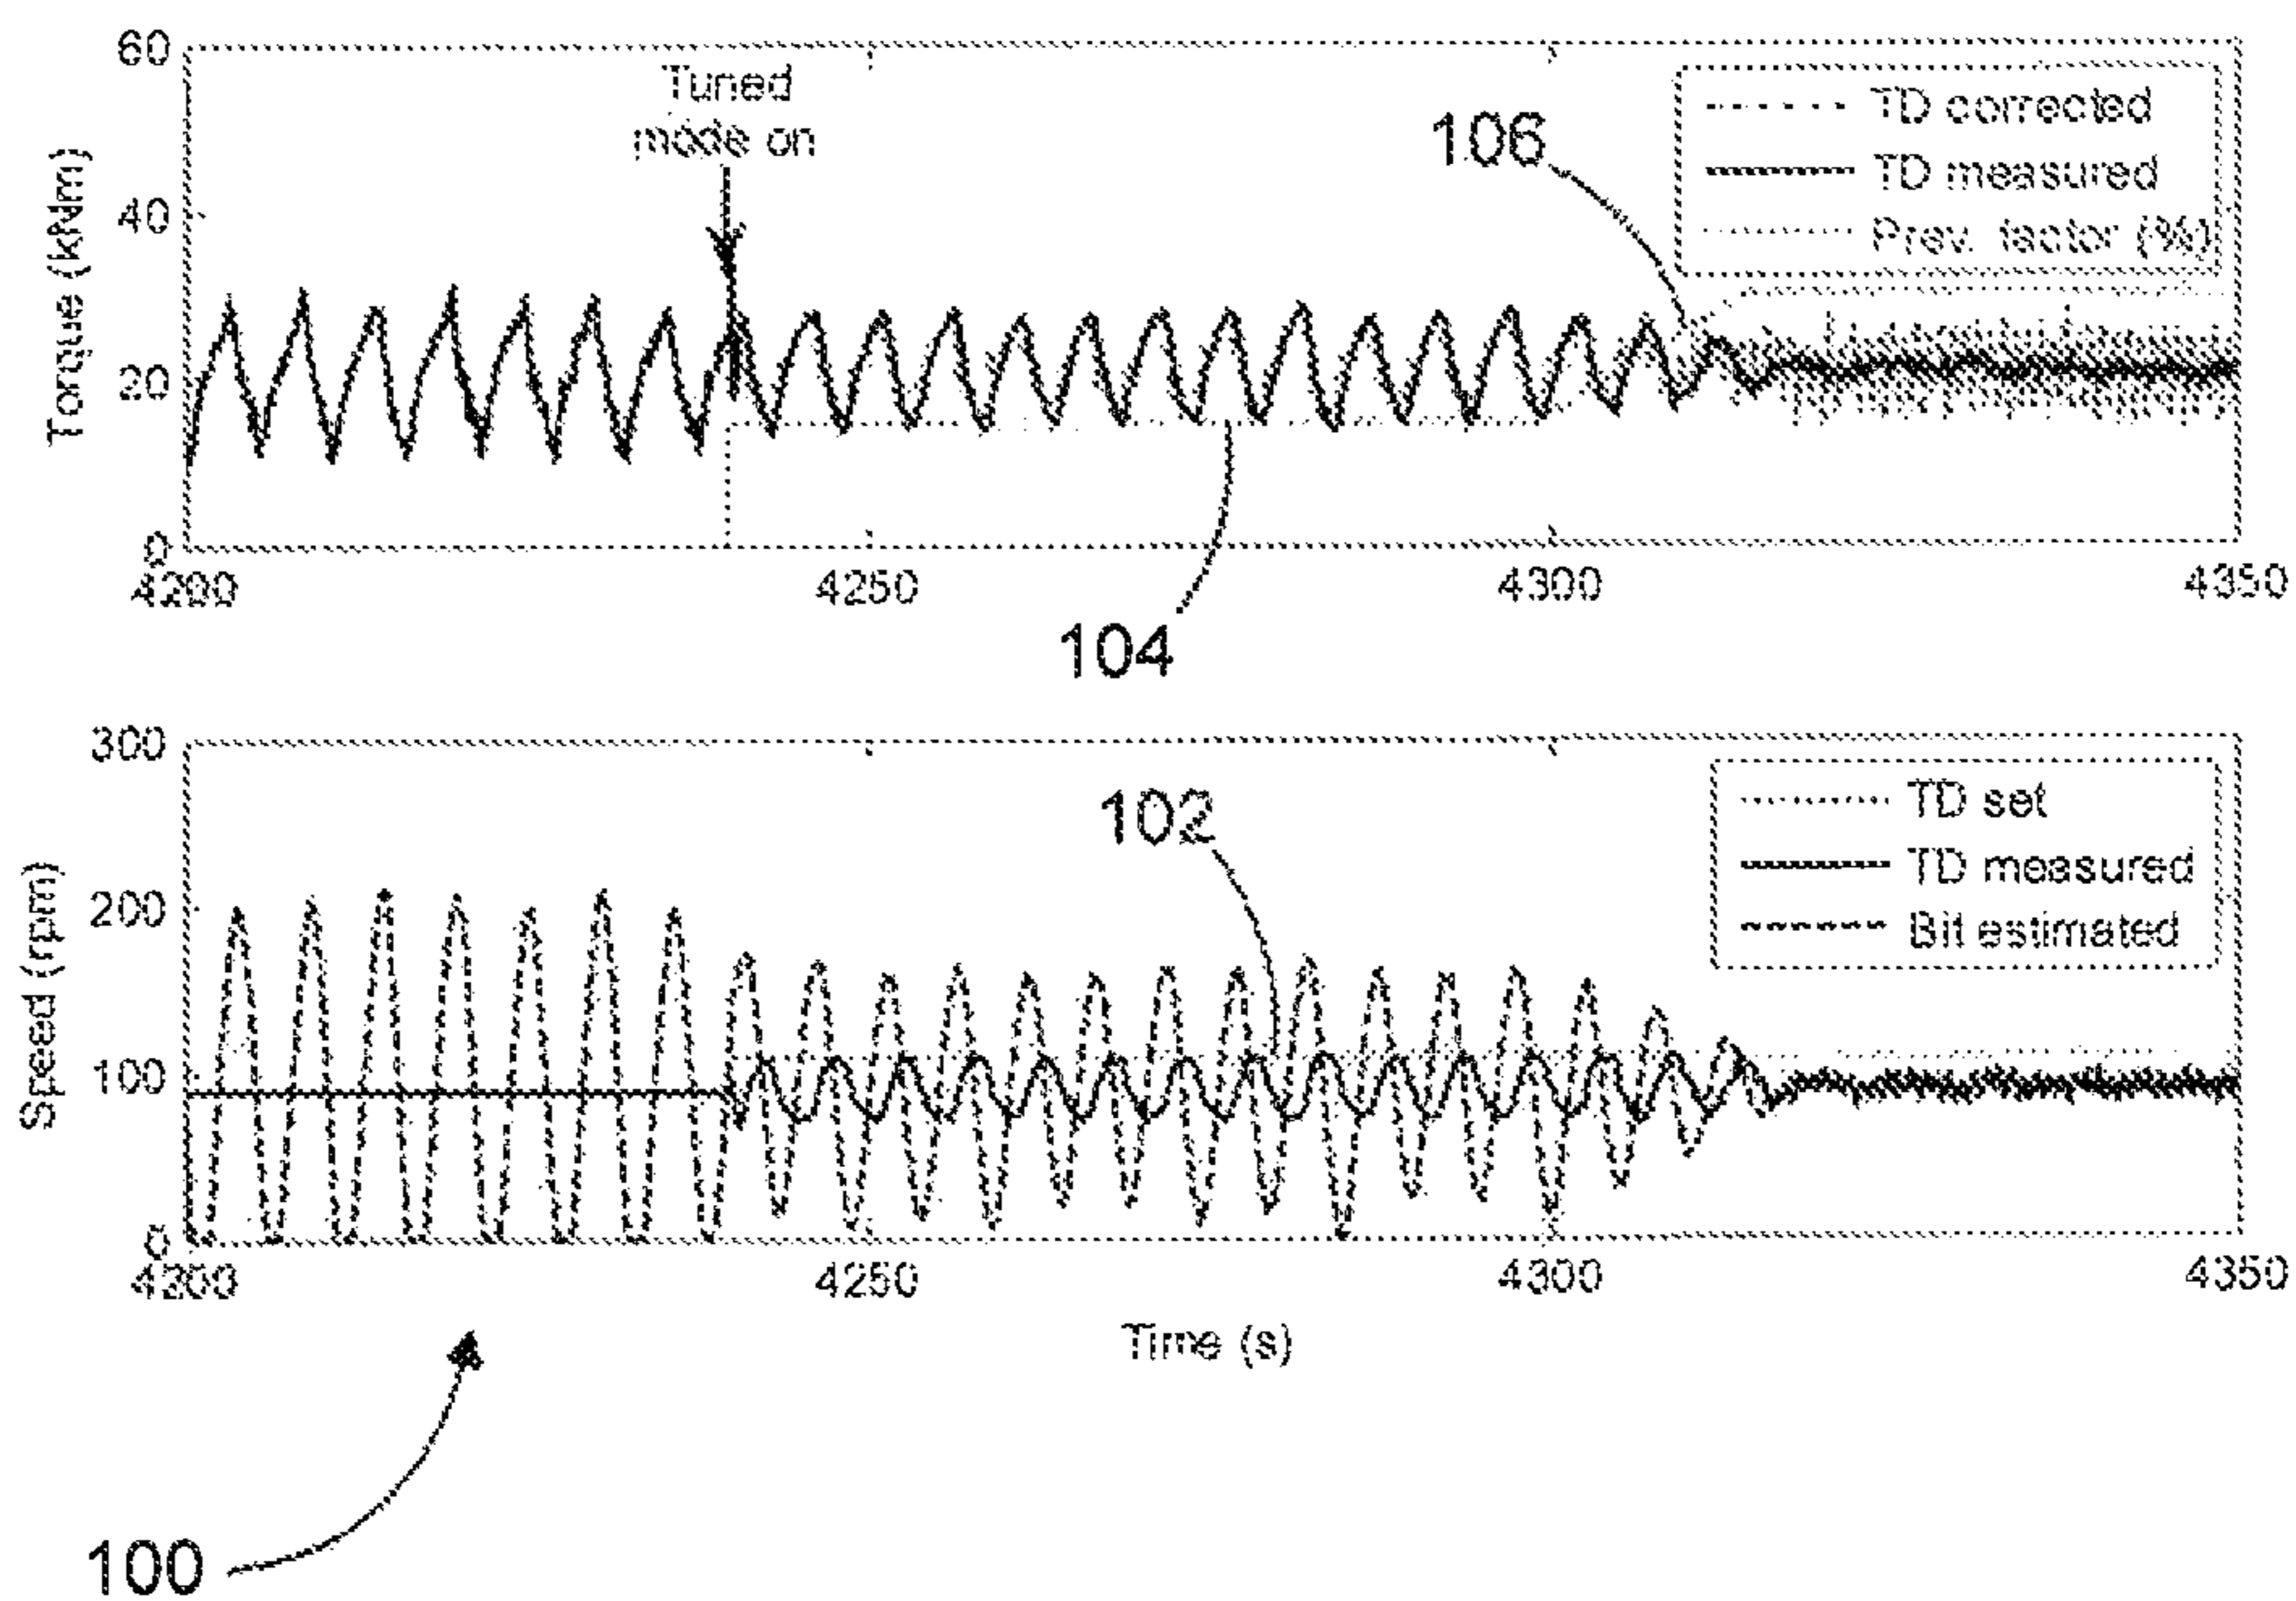 60
Tuned
mode on
106
TD corrected
TD measured
Prev. factor (%)
40
20
0
Torque (kNm)
4200
4250
4300
4350
104
300
102
TD set
TD measured
Bit estimated
200
100
0
Speed (rpm)
4200
4250
4300
4350
Time (s)
100